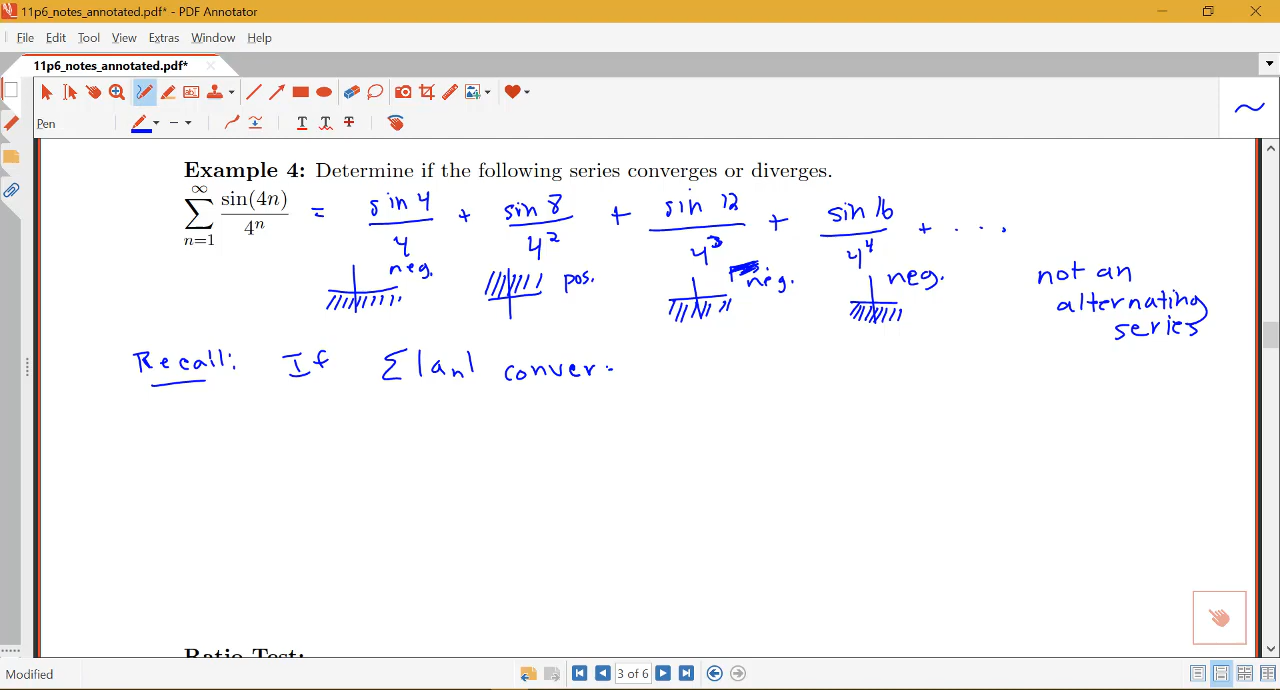 11p6_notes_annotated.pdf* - PDF Annotator
File Edit Tool View Extras Window Help
11p6_notes_annotated.pdf*
Pen
Example 4: Determine if the following series converges or diverges.
∞ ∑ n=1 sin(4n)/4^n = sin 4/4 + sin 8/4^2 + sin 12/4^3 + sin 16/4^4 + . . .
neg. pos. neg. neg.
not an
alternating
series
Recall: If Σ |an| conver
Ratio Test:
Modified
3 of 6